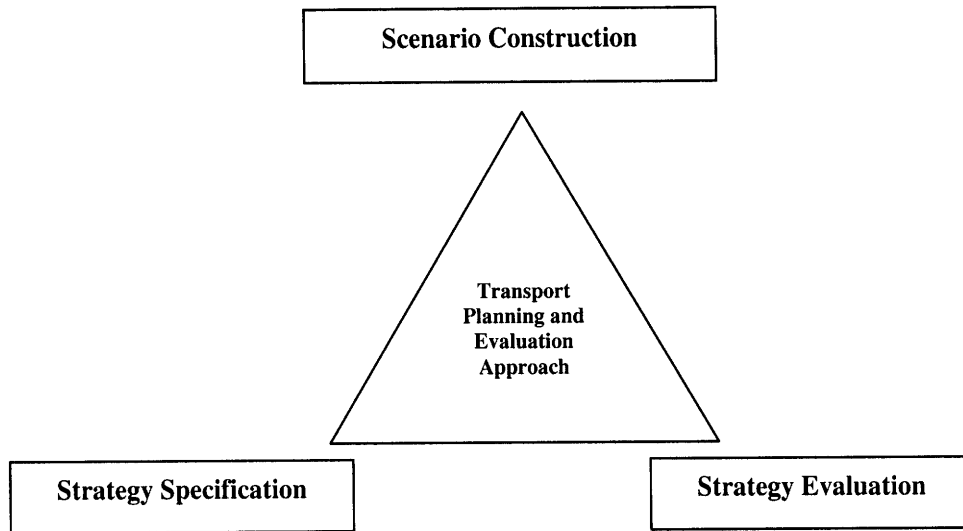 Scenario Construction
Transport
Planning and
Evaluation
Approach
Strategy Specification
Strategy Evaluation